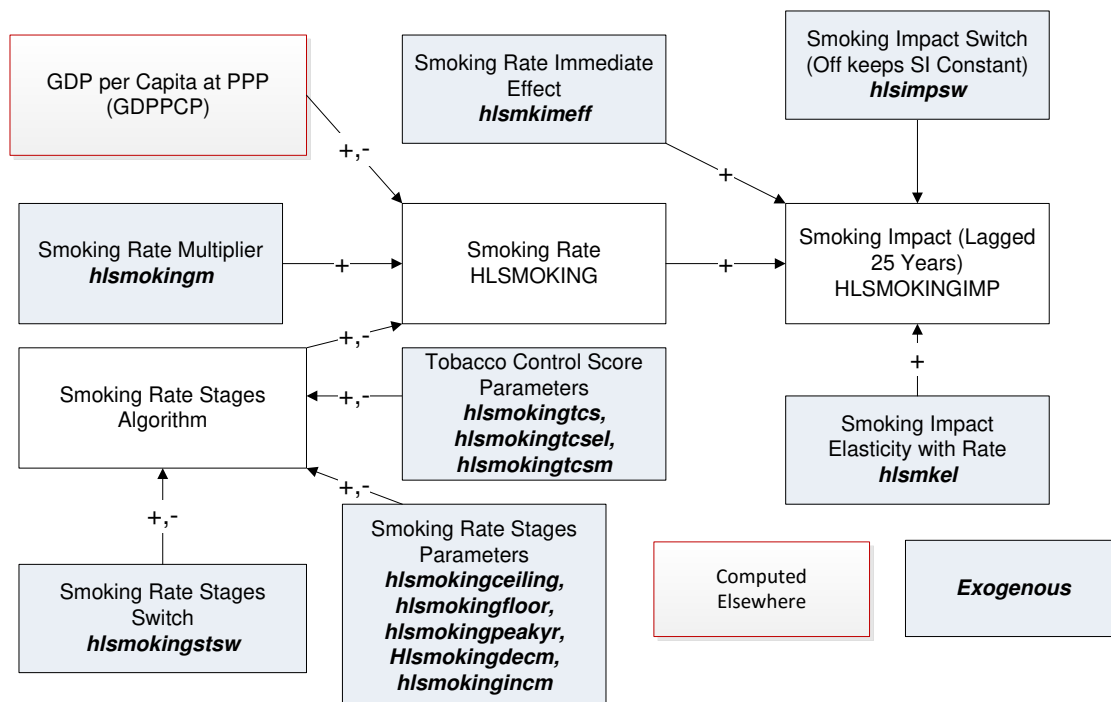 GDP per Capita at PPP
(GDPPCP)
Smoking Rate Immediate
Effect
hlsmkimeff
Smoking Impact Switch
(Off keeps SI Constant)
hlsimpsw
+,-
+
Smoking Rate Multiplier
hlsmokingm
+
Smoking Rate
HLSMOKING
+
Smoking Impact (Lagged
25 Years)
HLSMOKINGIMP
+,-
Smoking Rate Stages
Algorithm
+,-
Tobacco Control Score
Parameters
hlsmokingtcs,
hlsmokingtcsel,
hlsmokingtcsm
+
Smoking Impact
Elasticity with Rate
hlsmkel
+,-
+,-
Smoking Rate Stages
Switch
hlsmokingstsw
Smoking Rate Stages
Parameters
hlsmokingceiling,
hlsmokingfloor,
hlsmokingpeakyr,
Hlsmokingdecm,
hlsmokingincm
Computed
Elsewhere
Exogenous